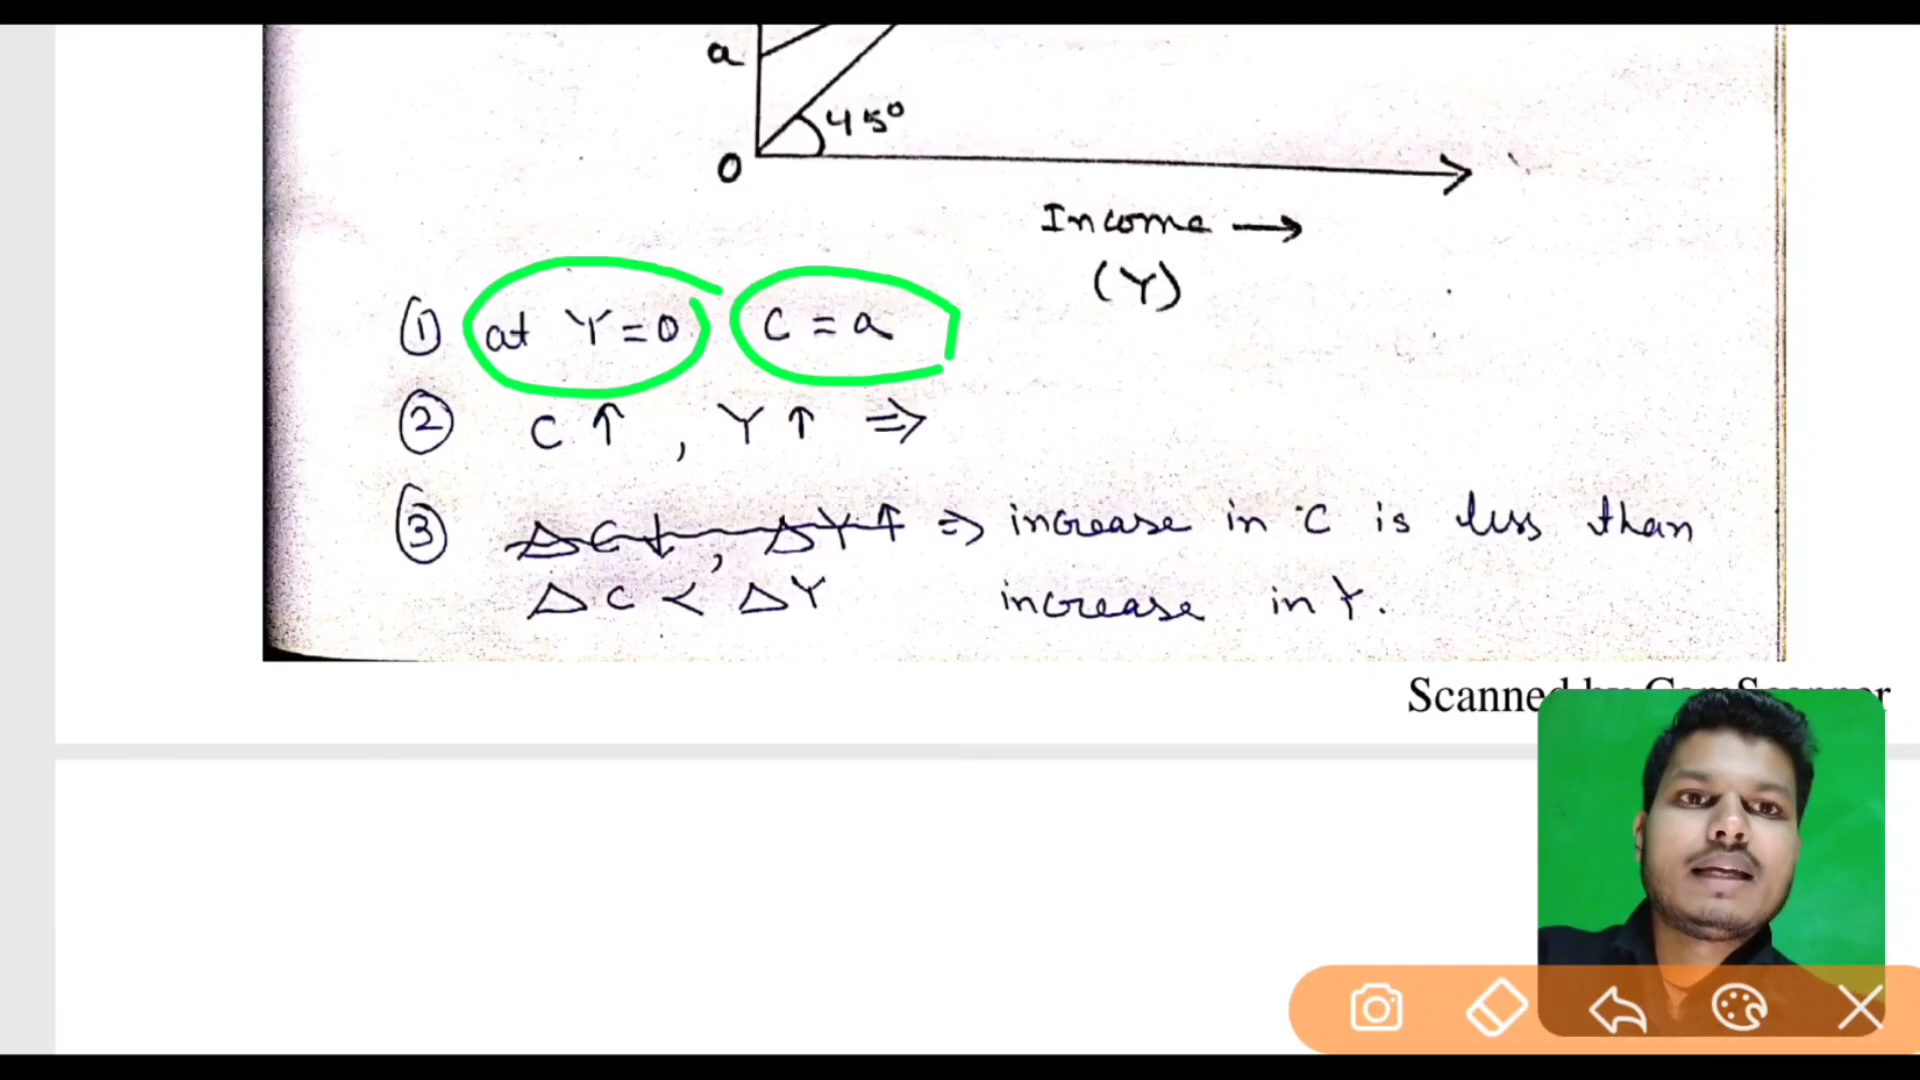 a
45°
0
Income →
(Y)
① at Y = 0 C = a
② C ↑ , Y ↑ ⇒
③ ΔC↓, ΔY↑ ⇒ increase in C is less than
ΔC < ΔY increase in Y.
Scanned by CamScanner